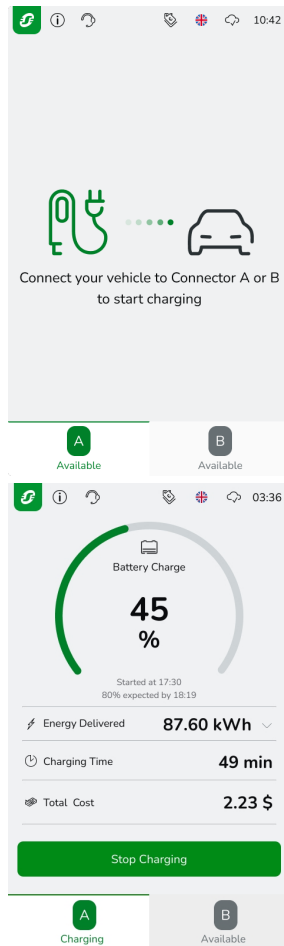 10:42
Connect your vehicle to Connector A or B
to start charging
A
B
Available
Available
03:36
Battery Charge
45
%
Started at 17:30
80% expected by 18:19
Energy Delivered 87.60 kWh
Charging Time 49 min
Total Cost 2.23 $
Stop Charging
A
B
Charging
Available